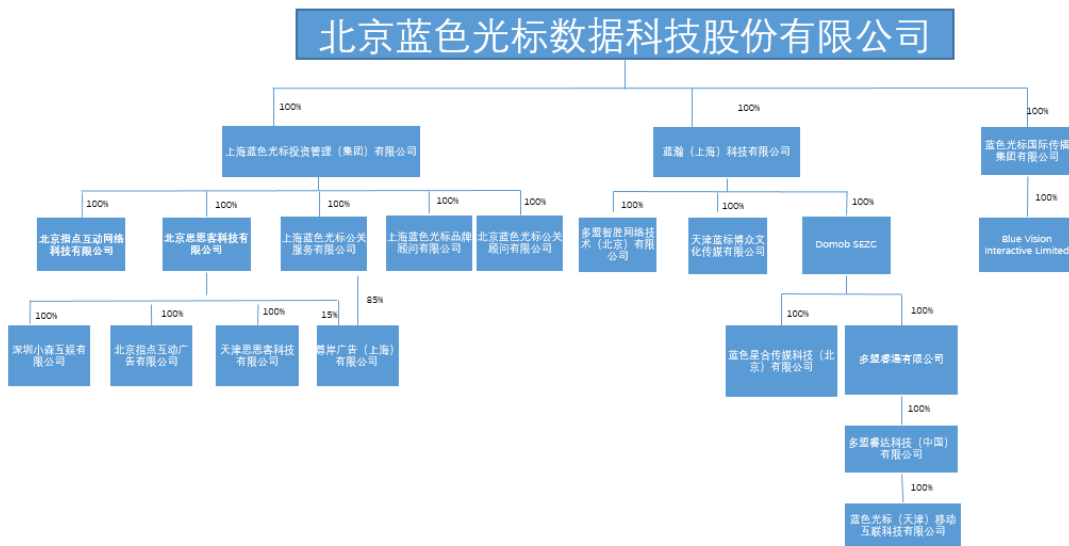 北京蓝色光标数据科技股份有限公司
100%
100%
100%
上海蓝色光标投资管理（集团）有限公司
蓝瀚（上海）科技有限公司
蓝色光标国际传播
集团有限公司
100%
100%
100%
100%
100%
100%
100%
100%
100%
北京指点互动网络
科技有限公司
北京思恩客科技有
限公司
上海蓝色光标公关
服务有限公司
上海蓝色光标品牌
顾问有限公司
北京蓝色光标公关
顾问有限公司
多盟智胜网络技
术（北京）有限
公司
天津蓝标博众文
化传媒有限公司
Domob SEZC
Blue Vision
Interactive Limited
85%
100%
100%
100%
15%
100%
100%
深圳小森互娱有
限公司
北京指点互动广
告有限公司
天津思恩客科技
有限公司
尊岸广告（上海）
有限公司
蓝色星合传媒科技（北
京）有限公司
多盟睿通有限公司
100%
多盟睿达科技（中国）
有限公司
100%
蓝色光标（天津）移动
互联科技有限公司